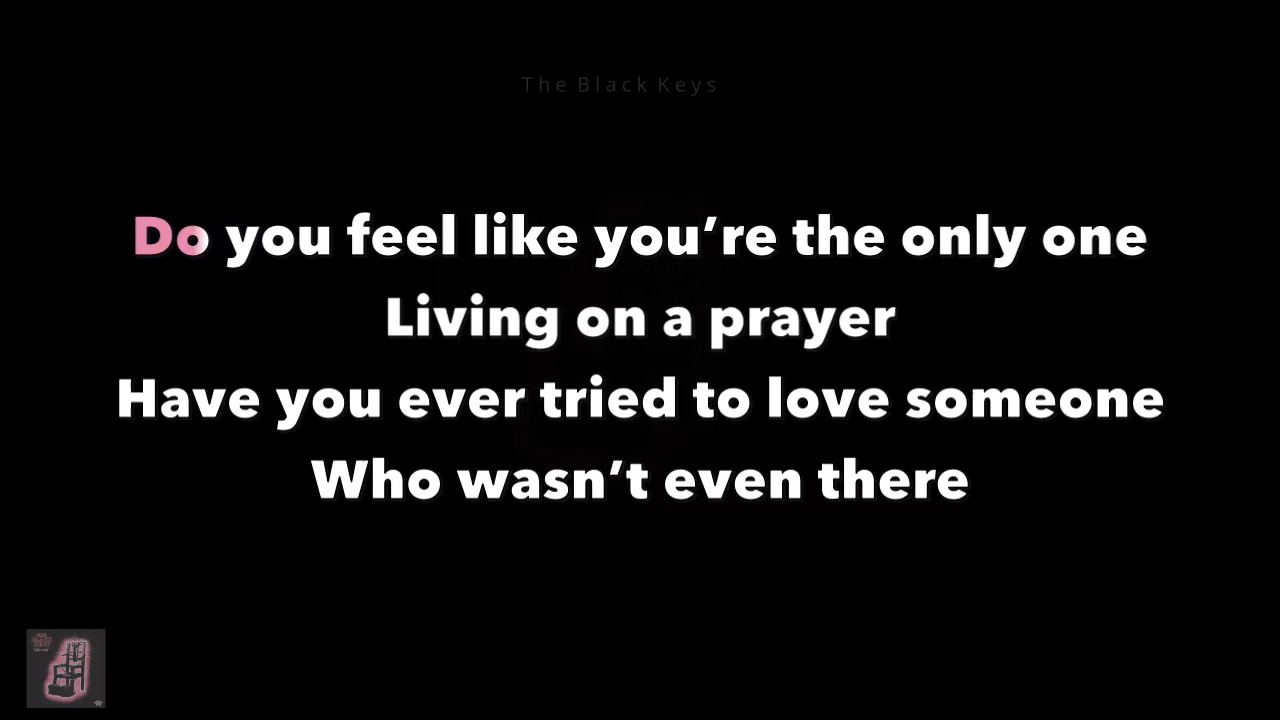 The Black Keys
Do you feel like you’re the only one
Living on a prayer
Have you ever tried to love someone
Who wasn’t even there